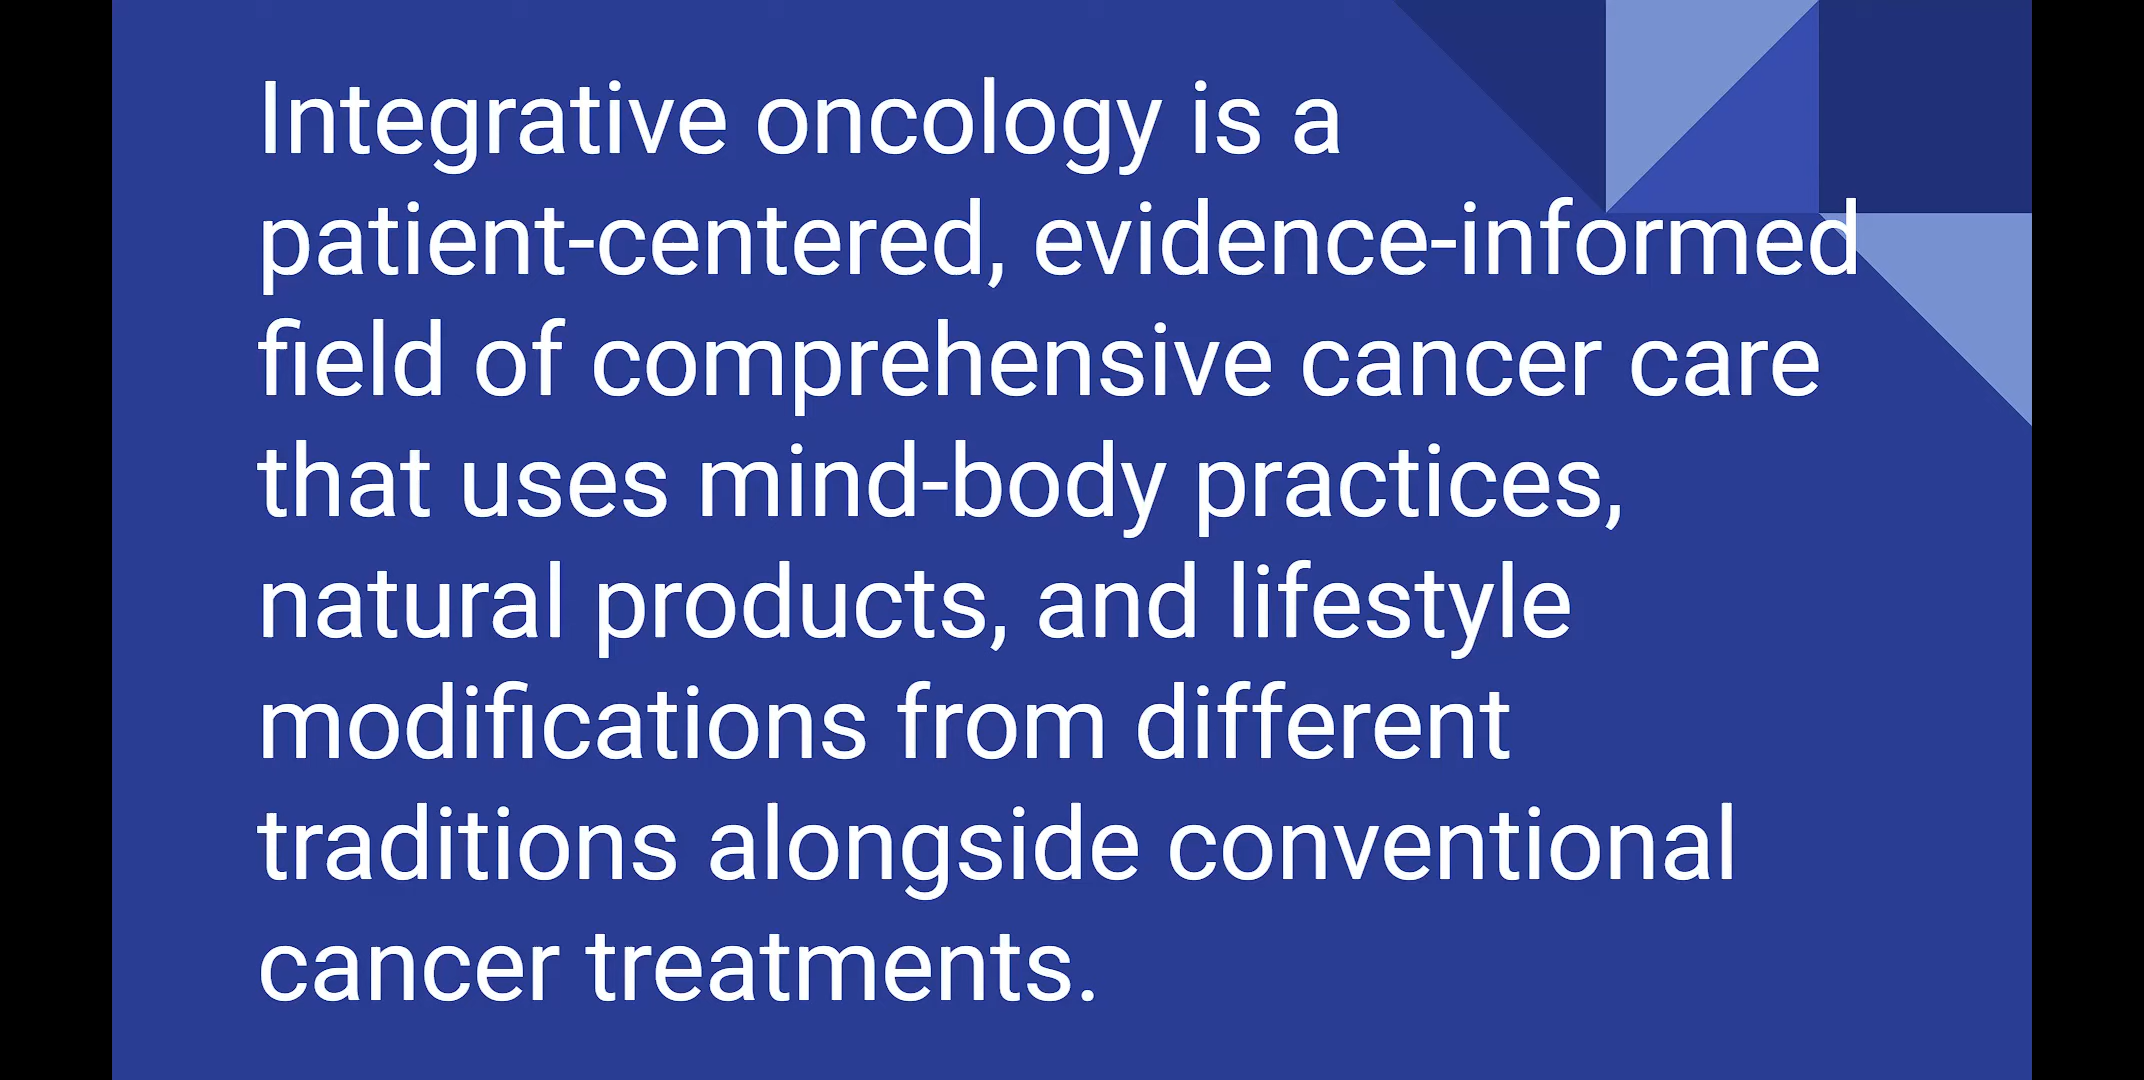 Integrative oncology is a
patient-centered, evidence-informed
field of comprehensive cancer care
that uses mind-body practices,
natural products, and lifestyle
modifications from different
traditions alongside conventional
cancer treatments.